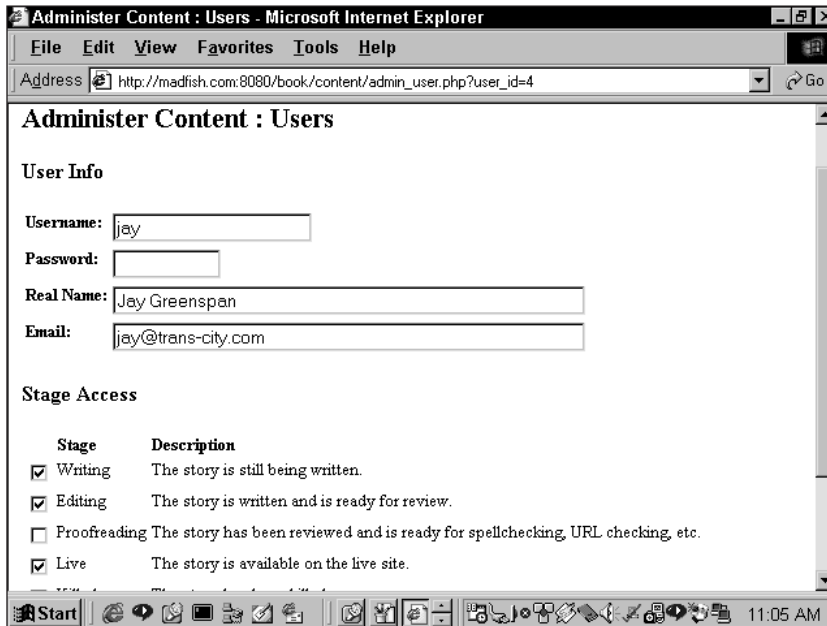 Administer Content : Users - Microsoft Internet Explorer
File Edit View Favorites Tools Help
Address http://madfish.com:8080/book/content/admin_user.php?user_id=4 Go
Administer Content : Users
User Info
Username: jay
Password:
Real Name: Jay Greenspan
Email: jay@trans-city.com
Stage Access
Stage Description
Writing The story is still being written.
Editing The story is written and is ready for review.
Proofreading The story has been reviewed and is ready for spellchecking, URL checking, etc.
Live The story is available on the live site.
Start 11:05 AM